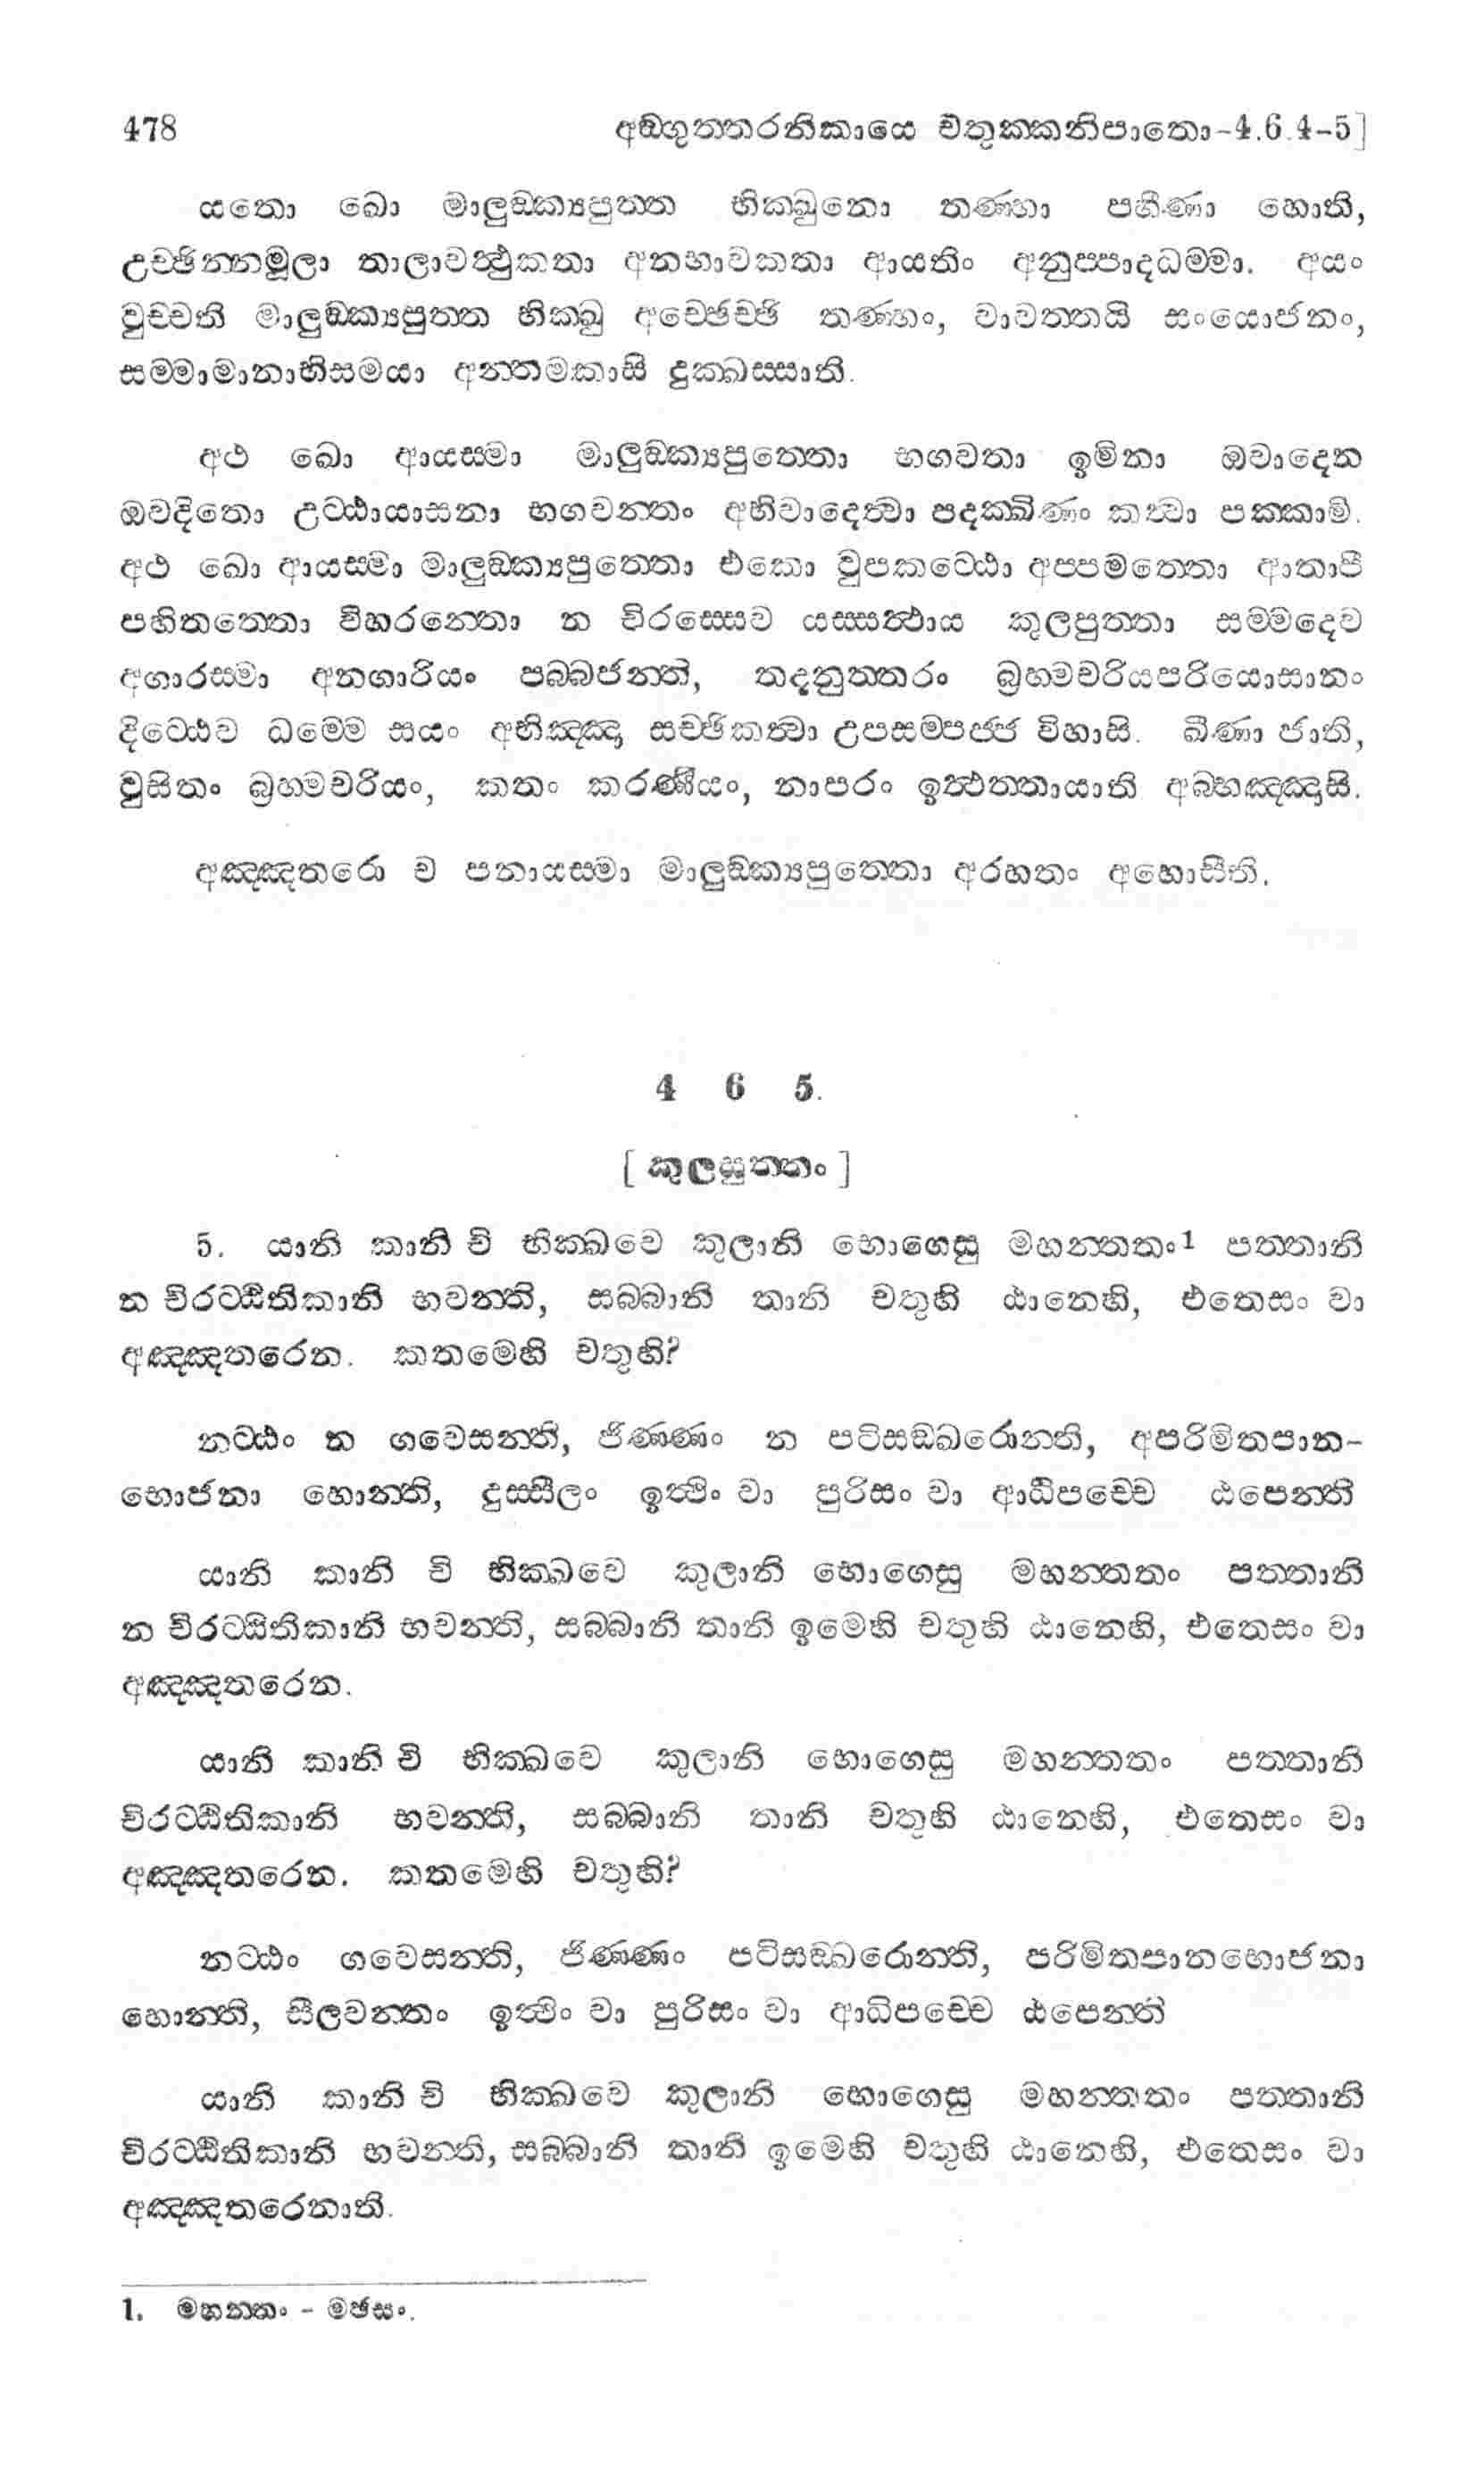 478 අඞ්ගුත්තරනිකායෙ චතුක්කනිපාතො-4.6.4-5]
යතො ඛො මාලුඞ්ක්‍යපුත්ත භික්ඛුනො තණ්හා පහීණා හොති,
උච්ඡින්නමූලා තාලාවත්ථුකතා අනභාවකතා ආයතිං අනුප්පාදධම්මා. අයං
වුච්චති මාලුඞ්ක්‍යපුත්ත භික්ඛු අච්ඡෙච්ඡි තණ්හං, වාවත්තයි සංයොජනං,
සම්මාමානාභිසමයා අන්තමකාසි දුක්ඛස්සාති.
අථ ඛො ආයස්මා මාලුඞ්ක්‍යපුත්තො භගවතා ඉමිනා ඔවාදෙන
ඔවදිතො උට්ඨායාසනා භගවන්තං අභිවාදෙත්වා පදක්ඛිණං කත්වා පක්කාමි.
අථ ඛො ආයස්මා මාලුඞ්ක්‍යපුත්තො එකො වූපකට්ඨො අප්පමත්තො ආතාපී
පහිතත්තො විහරන්තො න චිරස්සෙව යස්සත්ථාය කුලපුත්තා සම්මදෙව
අගාරස්මා අනගාරියං පබ්බජන්ති, තදනුත්තරං බ්‍රහ්මචරියපරියොසානං
දිට්ඨෙව ධම්මෙ සයං අභිඤ්ඤා සච්ඡිකත්වා උපසම්පජ්ජ විහාසි. ඛීණා ජාති,
වුසිතං බ්‍රහ්මචරියං, කතං කරණීයං, නාපරං ඉත්ථත්තායාති අබ්භඤ්ඤාසි.
අඤ්ඤතරො ච පනායස්මා මාලුඞ්ක්‍යපුත්තො අරහතං අහොසීති.
4 6 5.
[ කුලසුත්තං ]
5. යානි කානි චි භික්ඛවෙ කුලානි භොගෙසු මහන්තතං1 පත්තානි
න චිරට්ඨිතිකානි භවන්ති, සබ්බානි තානි චතුහි ඨානෙහි, එතෙසං වා
අඤ්ඤතරෙන. කතමෙහි චතුහි?
නට්ඨං න ගවෙසන්ති, ජිණ්ණං න පටිසඞ්ඛරොන්ති, අපරිමිතපාන-
භොජනා හොන්ති, දුස්සීලං ඉත්ථිං වා පුරිසං වා ආධිපච්චෙ ඨපෙන්ති
යානි කානි චි භික්ඛවෙ කුලානි භොගෙසු මහන්තතං පත්තානි
න චිරට්ඨිතිකානි භවන්ති, සබ්බානි තානි ඉමෙහි චතුහි ඨානෙහි, එතෙසං වා
අඤ්ඤතරෙන.
යානි කානි චි භික්ඛවෙ කුලානි භොගෙසු මහන්තතං පත්තානි
චිරට්ඨිතිකානි භවන්ති, සබ්බානි තානි චතුහි ඨානෙහි, එතෙසං වා
අඤ්ඤතරෙන. කතමෙහි චතුහි?
නට්ඨං ගවෙසන්ති, ජිණ්ණං පටිසඞ්ඛරොන්ති, පරිමිතපානභොජනා
හොන්ති, සීලවන්තං ඉත්ථිං වා පුරිසං වා ආධිපච්චෙ ඨපෙන්ති
යානි කානි චි භික්ඛවෙ කුලානි භොගෙසු මහන්තතං පත්තානි
චිරට්ඨිතිකානි භවන්ති, සබ්බානි තානි ඉමෙහි චතුහි ඨානෙහි, එතෙසං වා
අඤ්ඤතරෙනාති.
1. මහන්තං - මඡසං.